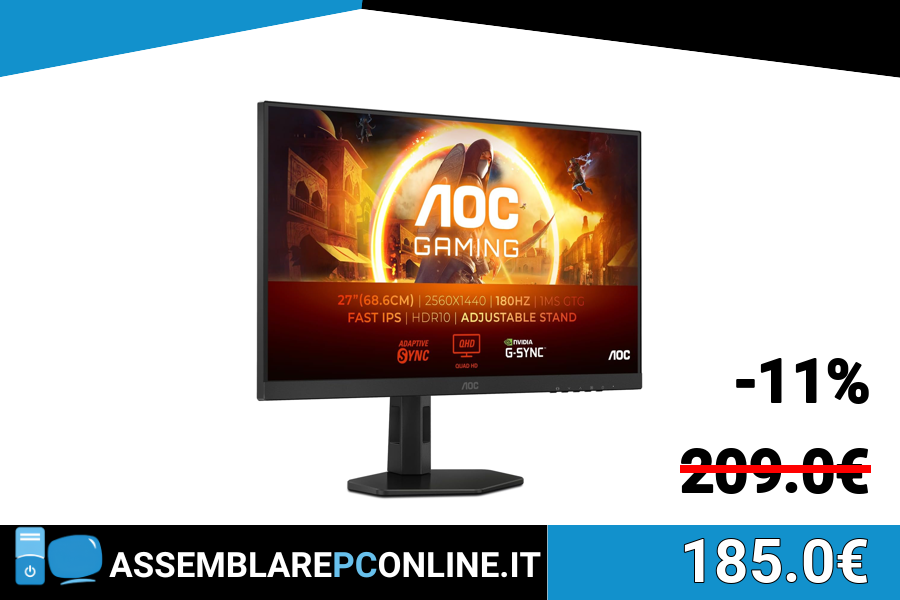 AOC
GAMING
27"(68.6CM) | 2560X1440 | 180HZ | 1MS GTG
FAST IPS | HDR10 | ADJUSTABLE STAND
ADAPTIVE
SYNC
QHD
QUAD HD
NVIDIA
G-SYNC™
AOC
AOC
-11%
209.0€
ASSEMBLAREPCONLINE.IT
185.0€